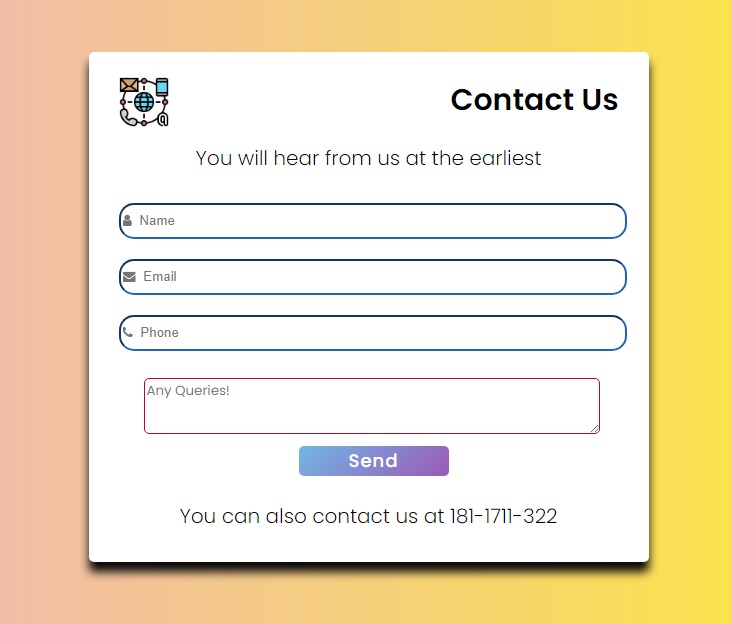 Contact Us
You will hear from us at the earliest
Name
Email
Phone
Any Queries!
Send
You can also contact us at 181-1711-322